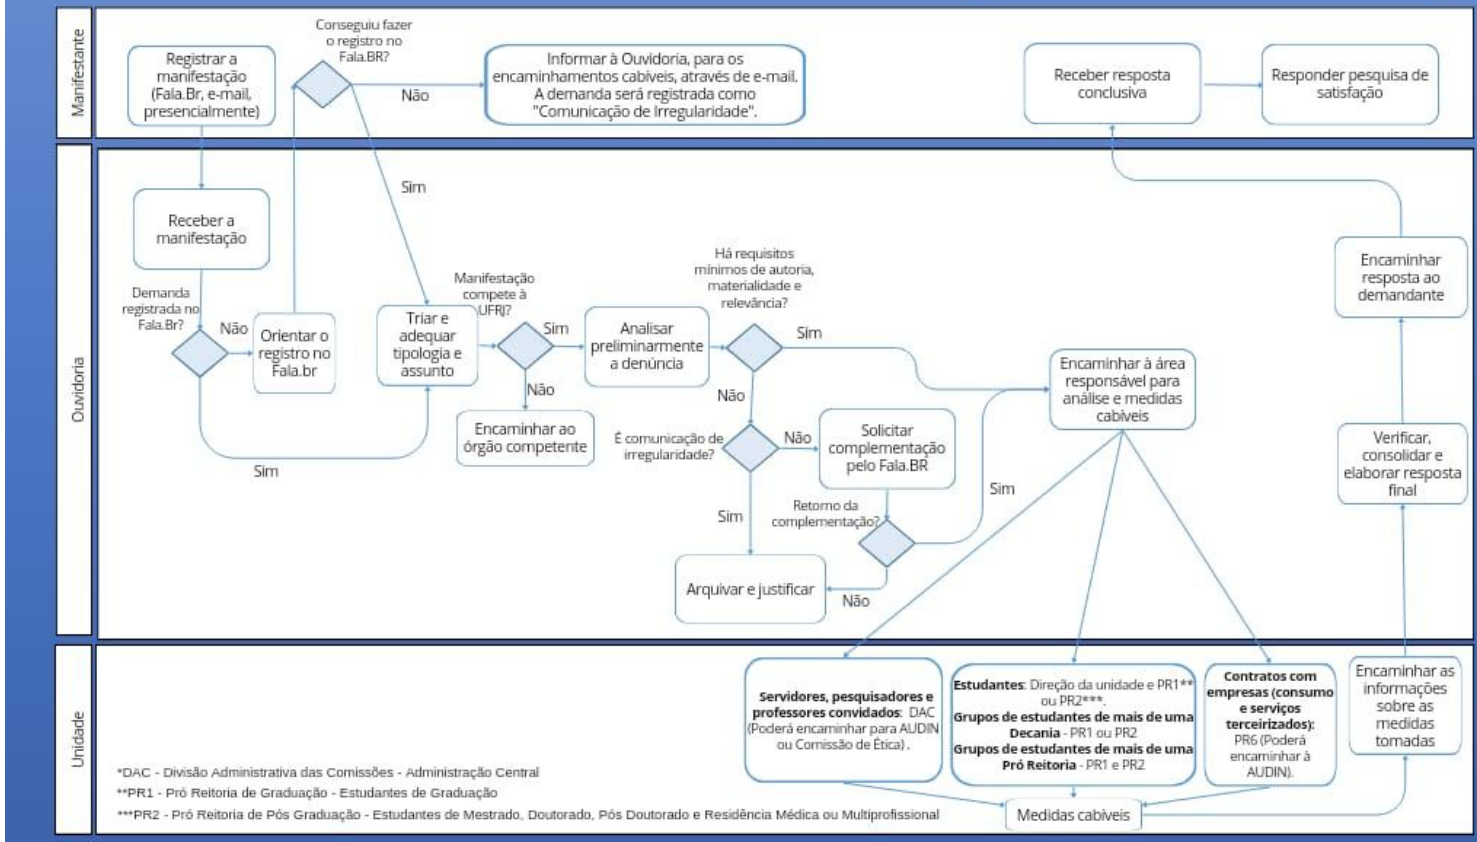 Manifestante
Registrar a
manifestação
(Fala.Br, e-mail,
presencialmente)
Conseguiu fazer
o registro no
Fala.BR?
Não
Sim
Informar à Ouvidoria, para os
encaminhamentos cabíveis, através de e-mail.
A demanda será registrada como
"Comunicação de Irregularidade".
Receber resposta
conclusiva
Responder pesquisa de
satisfação
Ouvidoria
Receber a
manifestação
Demanda
registrada no
Fala.Br?
Não
Sim
Orientar o
registro no
Fala.br
Triar e
adequar
tipologia e
assunto
Manifestação
compete à
UFRJ?
Sim
Não
Encaminhar ao
órgão competente
Analisar
preliminarmente
a denúncia
Há requisitos
mínimos de autoria,
materialidade e
relevância?
Sim
Não
É comunicação de
irregularidade?
Não
Sim
Solicitar
complementação
pelo Fala.BR
Retorno da
complementação?
Sim
Não
Arquivar e justificar
Encaminhar à área
responsável para
análise e medidas
cabíveis
Encaminhar
resposta ao
demandante
Verificar,
consolidar e
elaborar resposta
final
Unidade
Servidores, pesquisadores e
professores convidados: DAC
(Poderá encaminhar para AUDIN
ou Comissão de Ética) .
Estudantes: Direção da unidade e PR1**
ou PR2***.
Grupos de estudantes de mais de uma
Decania - PR1 ou PR2
Grupos de estudantes de mais de uma
Pró Reitoria - PR1 e PR2
Contratos com
empresas (consumo
e serviços
terceirizados):
PR6 (Poderá
encaminhar à
AUDIN).
Encaminhar as
informações
sobre as
medidas
tomadas
Medidas cabíveis
*DAC - Divisão Administrativa das Comissões - Administração Central
**PR1 - Pró Reitoria de Graduação - Estudantes de Graduação
***PR2 - Pró Reitoria de Pós Graduação - Estudantes de Mestrado, Doutorado, Pós Doutorado e Residência Médica ou Multiprofissional